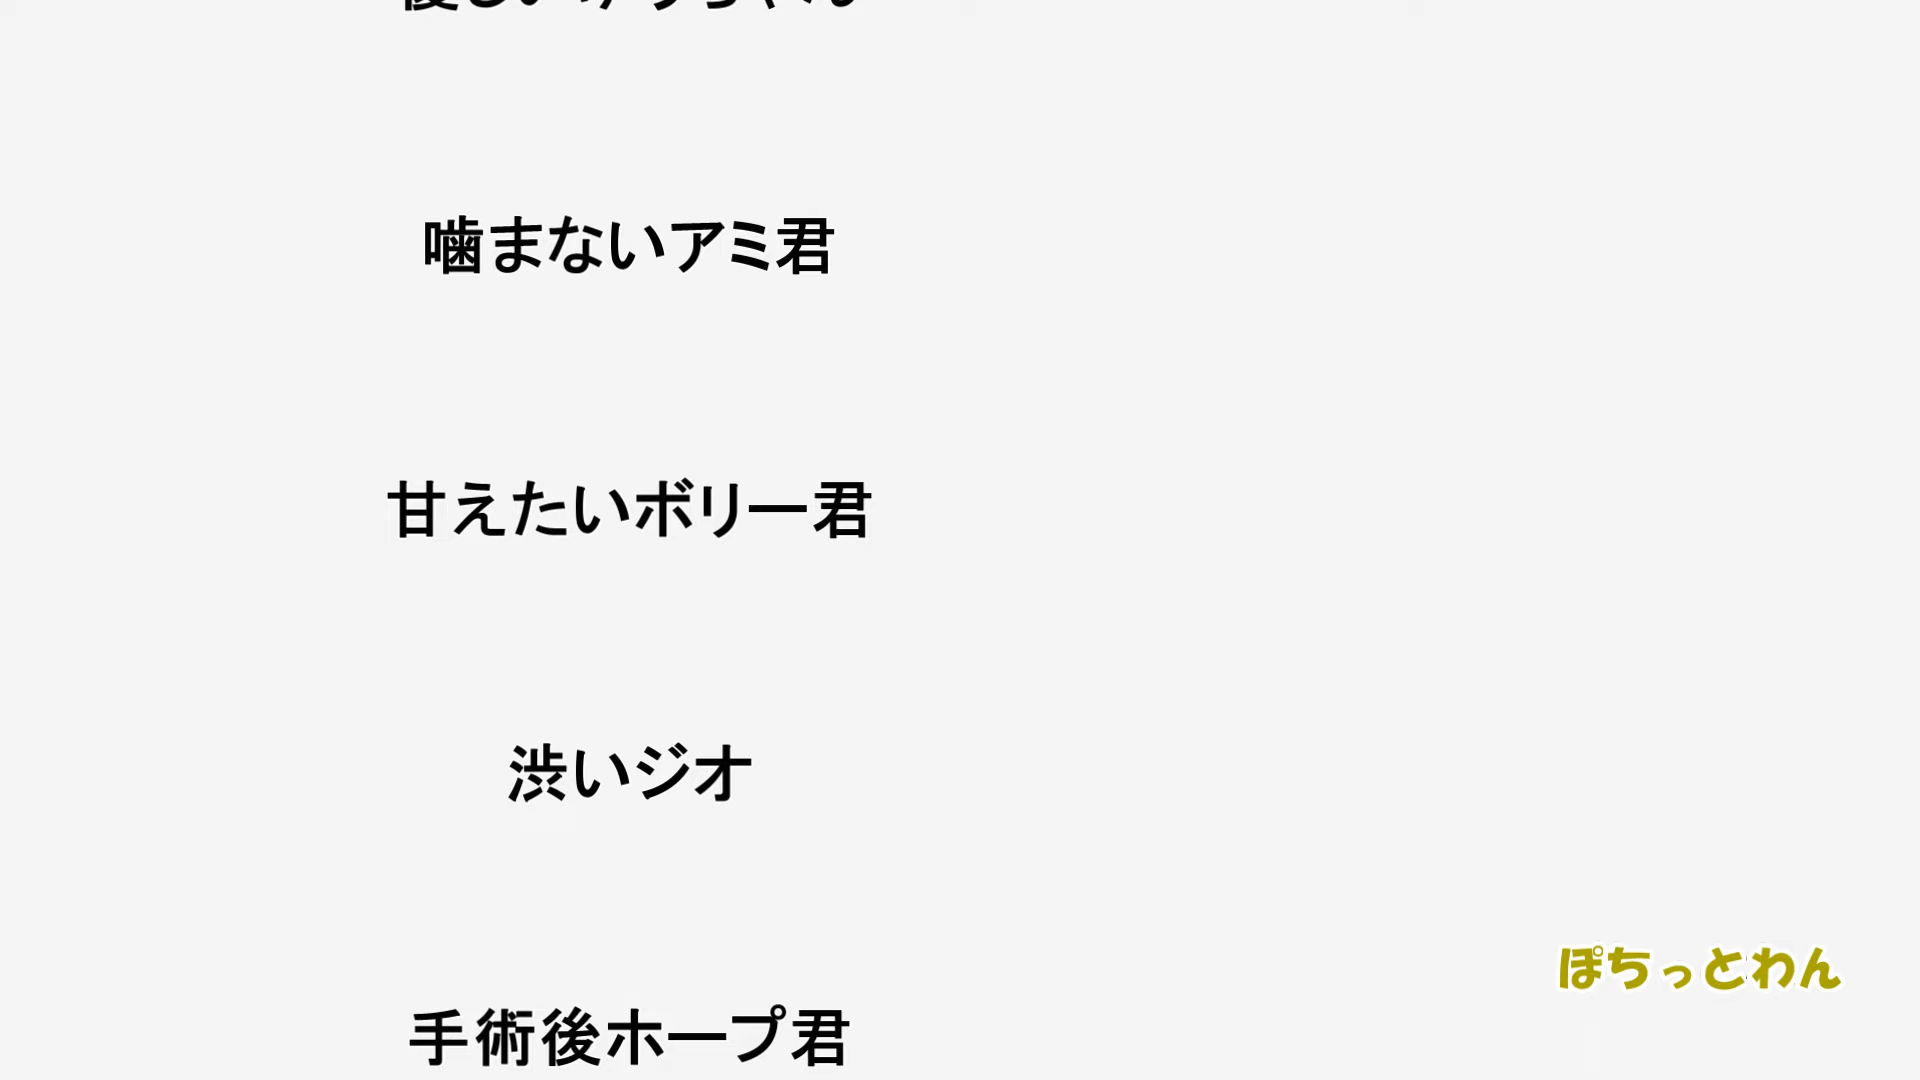 噛まないアミ君
甘えたいボリー君
渋いジオ
手術後ホープ君
ぽちっとわん